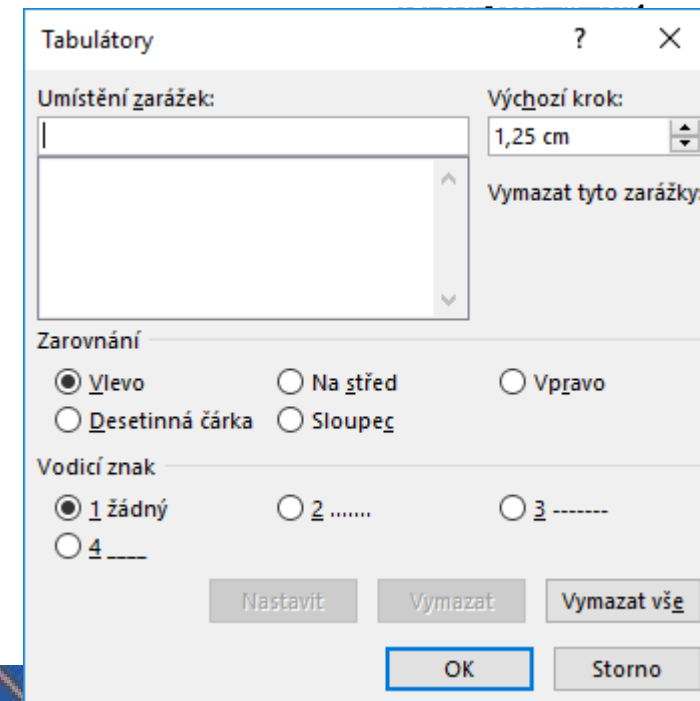 Tabulátory ?
Umístění zarážek: Výchozí krok:
1,25 cm
Vymazat tyto zarážky:
Zarovnání
Vlevo Na střed Vpravo
Desetinná čárka Sloupec
Vodicí znak
1 žádný 2 ....... 3 -------
4 ____
Nastavit Vymazat Vymazat vše
OK Storno